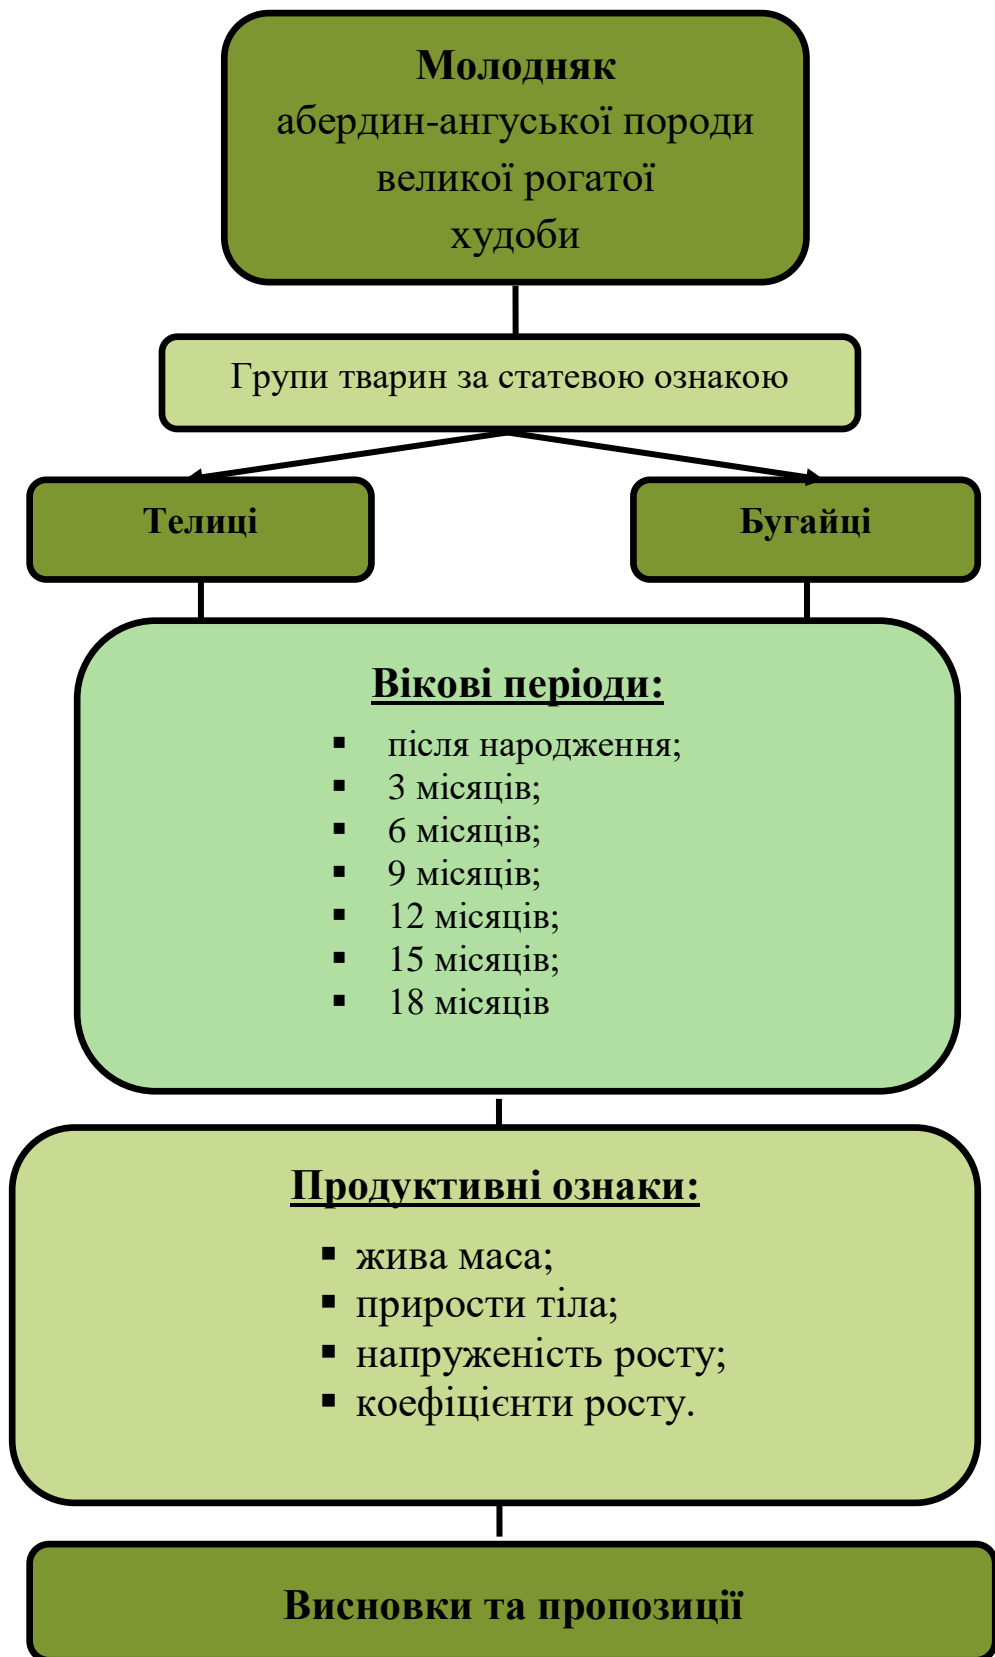 Молодняк
абердин-ангуської породи
великої рогатої
худоби
Групи тварин за статевою ознакою
Телиці
Бугайці
Вікові періоди:
▪ після народження;
▪ 3 місяців;
▪ 6 місяців;
▪ 9 місяців;
▪ 12 місяців;
▪ 15 місяців;
▪ 18 місяців
Продуктивні ознаки:
▪ жива маса;
▪ прирости тіла;
▪ напруженість росту;
▪ коефіцієнти росту.
Висновки та пропозиції